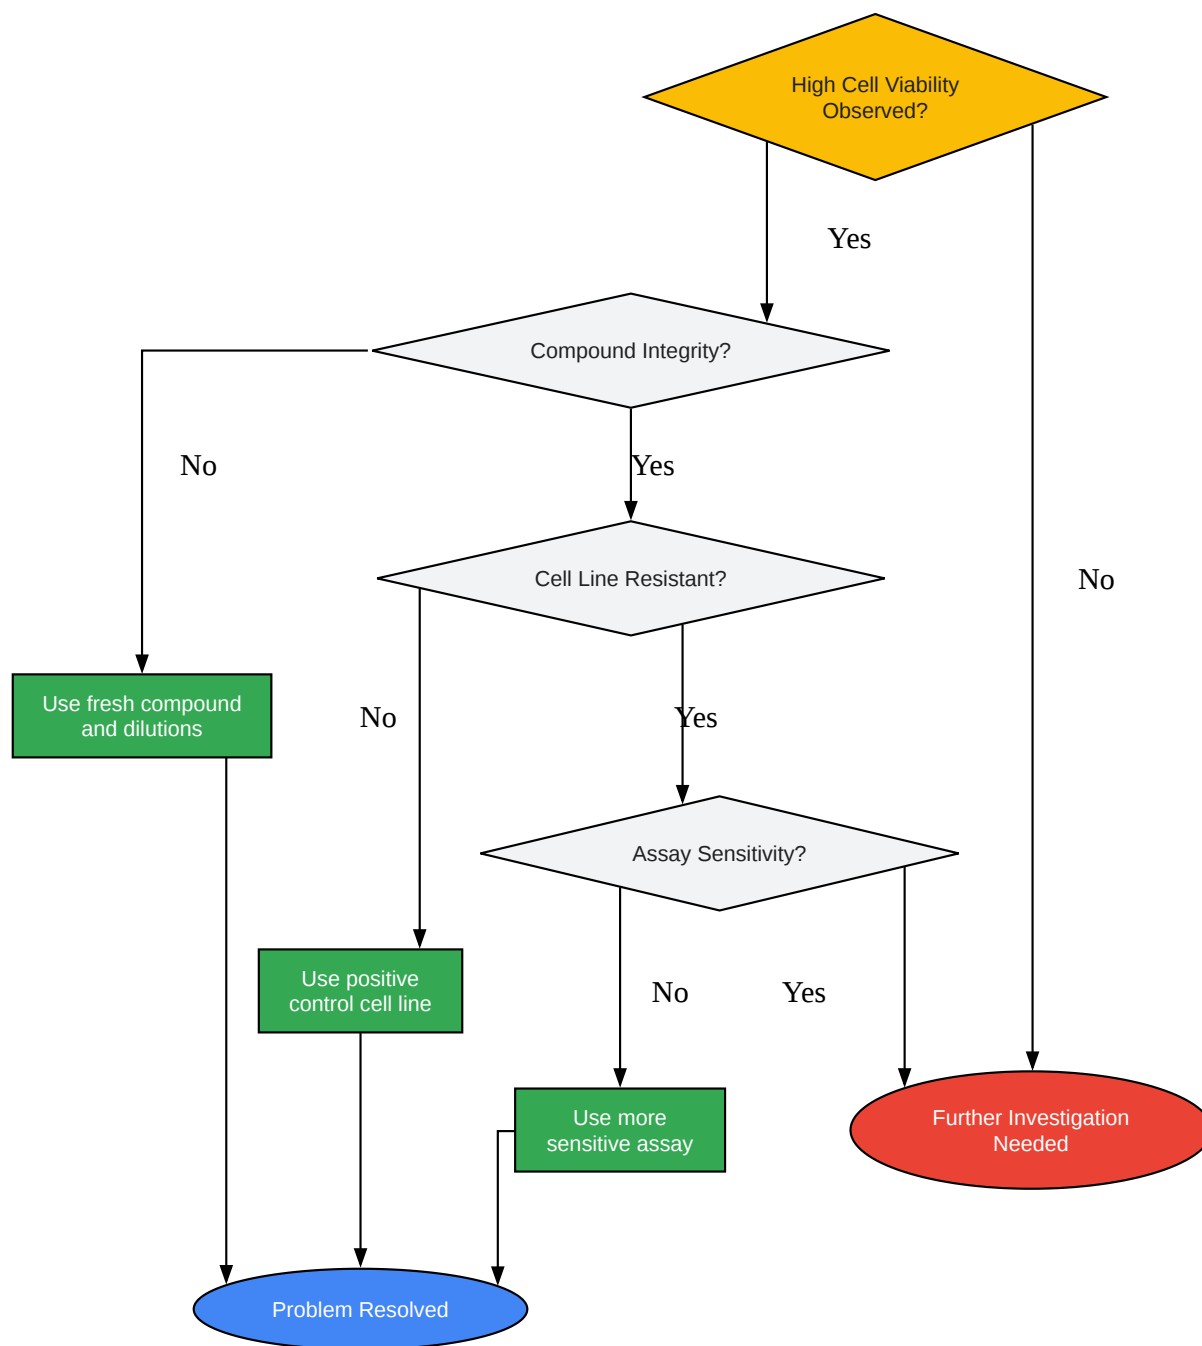 High Cell Viability
Observed?
Yes
Compound Integrity?
No
Yes
Cell Line Resistant?
No
Use fresh compound
and dilutions
No
Yes
Assay Sensitivity?
Use positive
control cell line
No
Yes
Use more
sensitive assay
Further Investigation
Needed
Problem Resolved